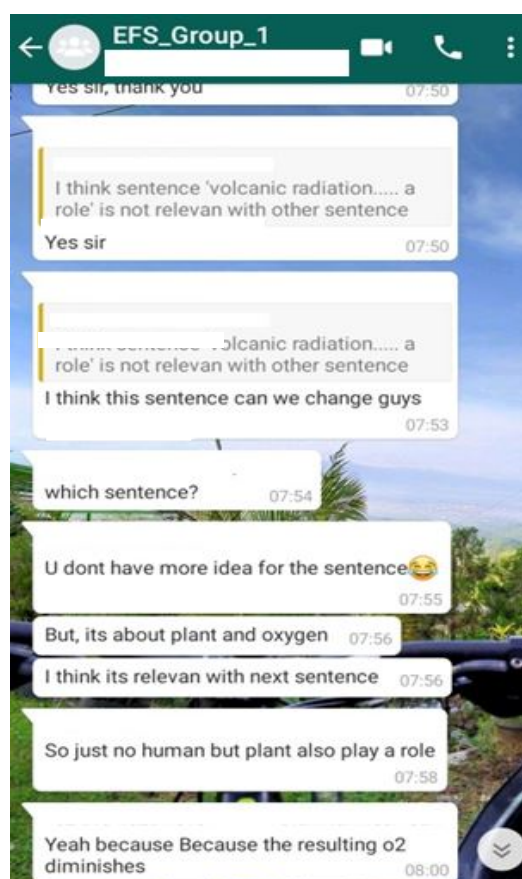 EFS_Group_1
Yes sir, thank you
07:50
I think sentence 'volcanic radiation..... a
role' is not relevan with other sentence
Yes sir
07:50
olcanic radiation..... a
role' is not relevan with other sentence
I think this sentence can we change guys
07:53
which sentence?
07:54
U dont have more idea for the sentence😂
07:55
But, its about plant and oxygen
07:56
I think its relevan with next sentence
07:56
So just no human but plant also play a role
07:58
Yeah because Because the resulting o2
diminishes
08:00